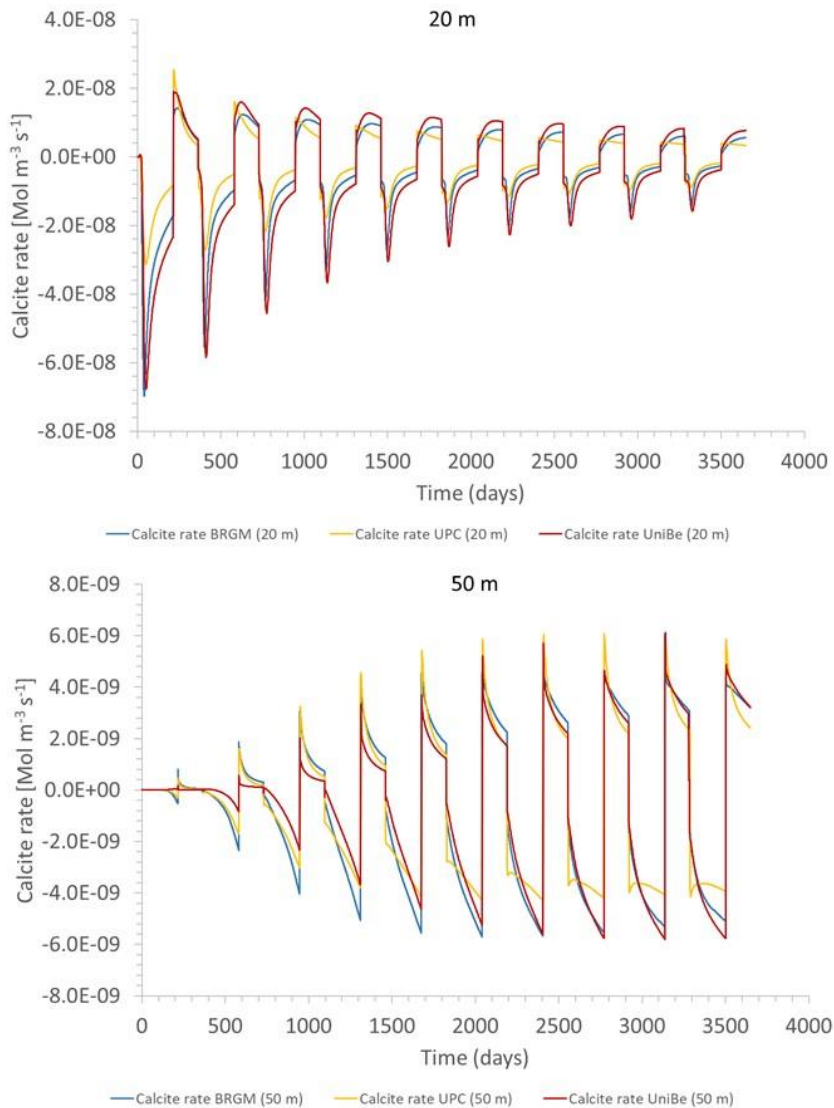 20 m
4.0E-08
2.0E-08
0.0E+00
-2.0E-08
-4.0E-08
-6.0E-08
-8.0E-08
Calcite rate [Mol m⁻³ s⁻¹]
0 500 1000 1500 2000 2500 3000 3500 4000
Time (days)
Calcite rate BRGM (20 m) Calcite rate UPC (20 m) Calcite rate UniBe (20 m)
50 m
8.0E-09
6.0E-09
4.0E-09
2.0E-09
0.0E+00
-2.0E-09
-4.0E-09
-6.0E-09
-8.0E-09
Calcite rate [Mol m⁻³ s⁻¹]
0 500 1000 1500 2000 2500 3000 3500 4000
Time (days)
Calcite rate BRGM (50 m) Calcite rate UPC (50 m) Calcite rate UniBe (50 m)